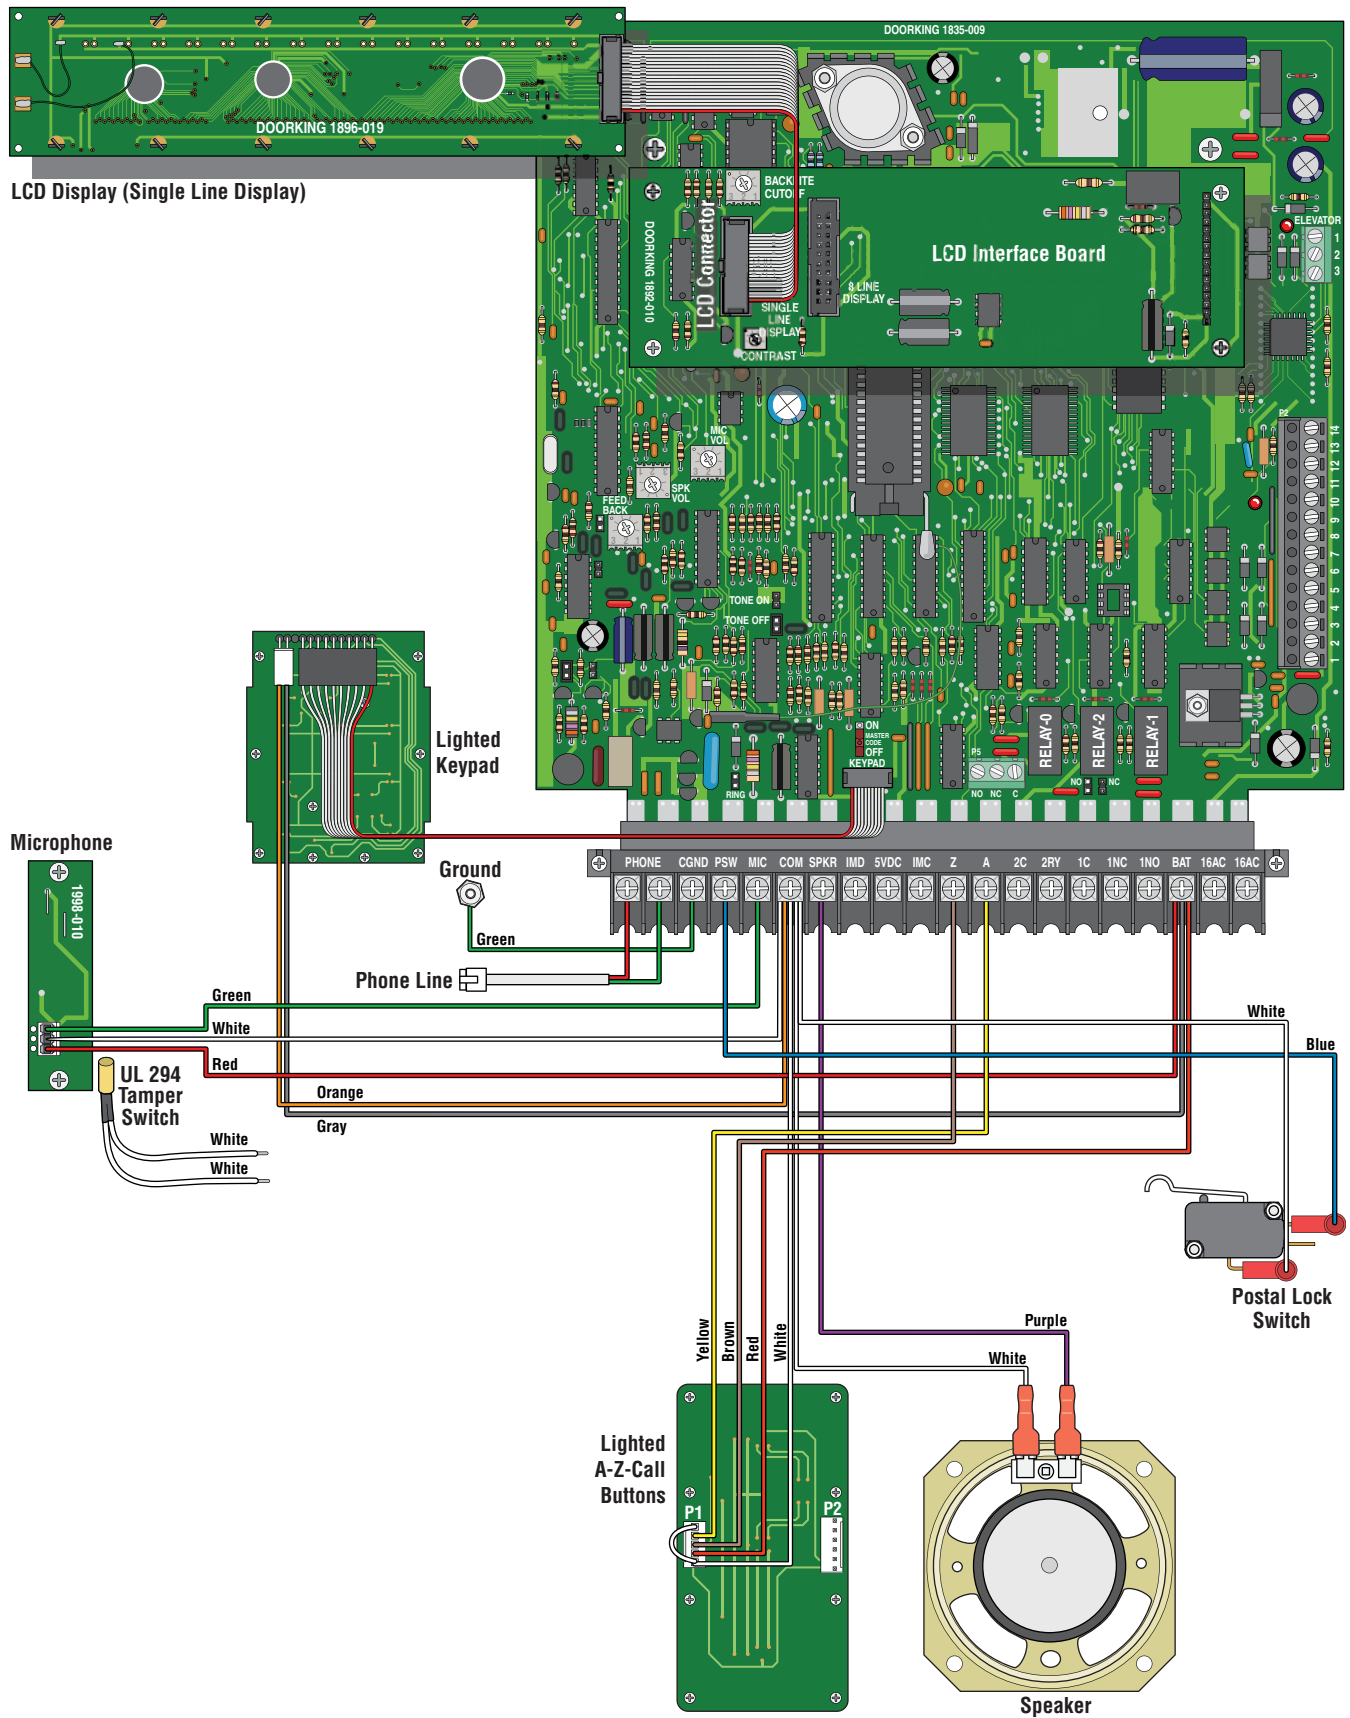 DOORKING 1835-009
DOORKING 1896-019
LCD Display (Single Line Display)
BACKLITE
CUTOFF
DOORKING 1892-010
LCD Connector
SINGLE
LINE
DISPLAY
8 LINE
DISPLAY
CONTRAST
LCD Interface Board
ELEVATOR
1
2
3
P2
14
13
12
11
10
9
8
7
6
5
4
3
2
1
MIC
VOL
SPK
VOL
FEED
BACK
TONE ON
TONE OFF
ON
MASTER
CODE
OFF
KEYPAD
RING
P5
NO NC C
RELAY-0
RELAY-2
RELAY-1
NO
NC
Lighted
Keypad
PHONE CGND PSW MIC COM SPKR IMD 5VDC IMC Z A 2C 2RY 1C 1NC 1NO BAT 16AC 16AC
Microphone
1998-010
Ground
Green
Phone Line
Green
White
Red
White
Blue
UL 294
Tamper
Switch
Orange
Gray
White
White
Postal Lock
Switch
Yellow
Brown
Red
White
Purple
White
Lighted
A-Z-Call
Buttons
P1
P2
Speaker